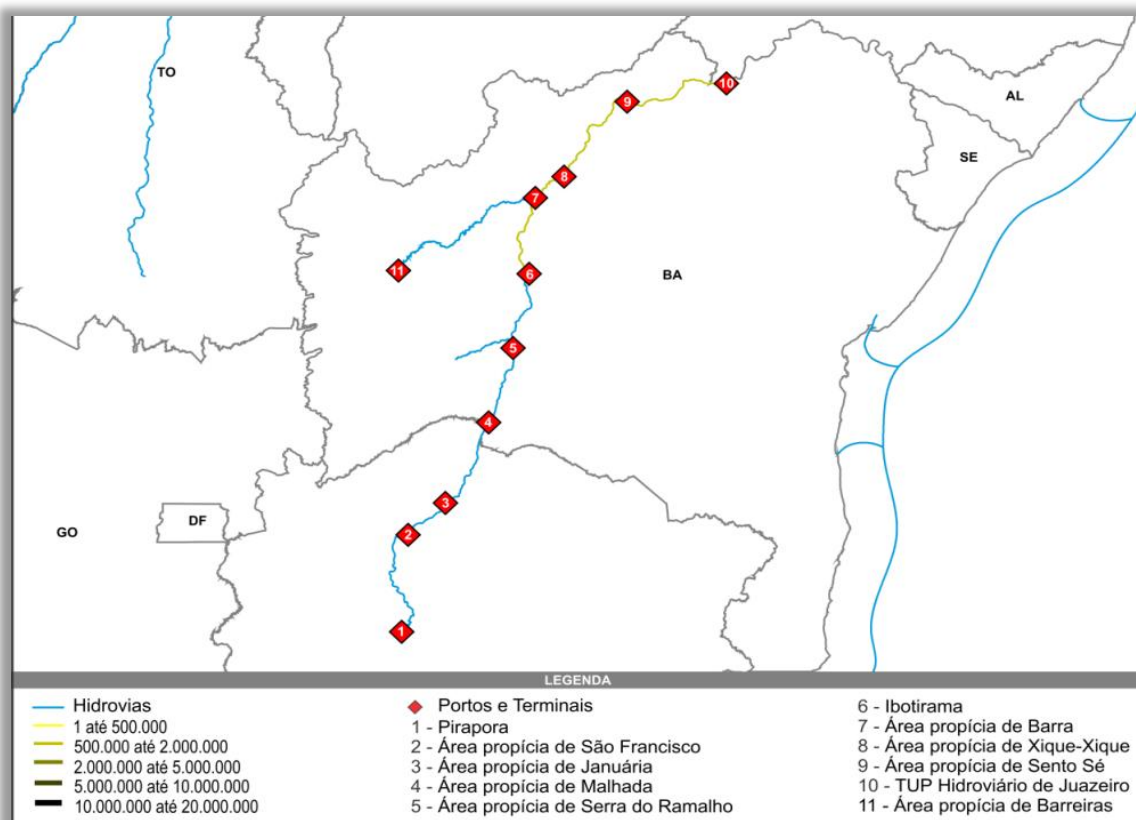 TO
AL
SE
BA
DF
GO
10
9
8
7
11
6
5
4
3
2
1
LEGENDA
Hidrovias
1 até 500.000
500.000 até 2.000.000
2.000.000 até 5.000.000
5.000.000 até 10.000.000
10.000.000 até 20.000.000
Portos e Terminais
1 - Pirapora
2 - Área propícia de São Francisco
3 - Área propícia de Januária
4 - Área propícia de Malhada
5 - Área propícia de Serra do Ramalho
6 - Ibotirama
7 - Área propícia de Barra
8 - Área propícia de Xique-Xique
9 - Área propícia de Sento Sé
10 - TUP Hidroviário de Juazeiro
11 - Área propícia de Barreiras